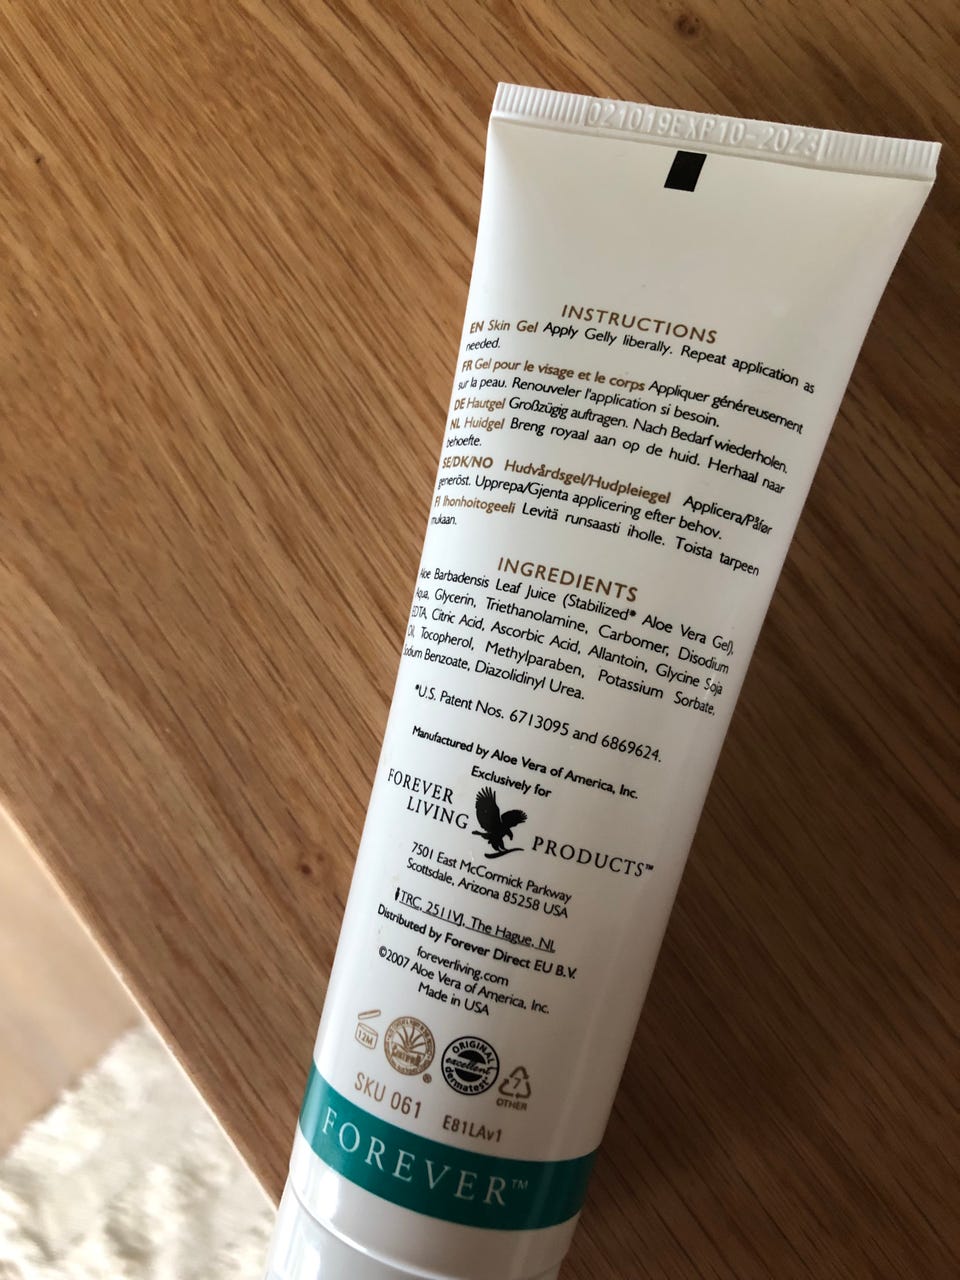 021019EXP10-2023
INSTRUCTIONS
EN Skin Gel Apply Gelly liberally. Repeat application as
needed.
FR Gel pour le visage et le corps Appliquer généreusement
sur la peau. Renouveler l'application si besoin.
DE Hautgel Großzügig auftragen. Nach Bedarf wiederholen.
NL Huidgel Breng royaal aan op de huid. Herhaal naar
behoefte.
SE/DK/NO Hudvårdsgel/Hudpleiegel Applicera/Påfør
generöst. Upprepa/Gjenta applicering efter behov.
FI Ihonhoitogeeli Levitä runsaasti iholle. Toista tarpeen
mukaan.
INGREDIENTS
Aloe Barbadensis Leaf Juice (Stabilized* Aloe Vera Gel),
Aqua, Glycerin, Triethanolamine, Carbomer, Disodium
EDTA, Citric Acid, Ascorbic Acid, Allantoin, Glycine Soja
Oil, Tocopherol, Methylparaben, Potassium Sorbate,
Sodium Benzoate, Diazolidinyl Urea.
*U.S. Patent Nos. 6713095 and 6869624.
Manufactured by Aloe Vera of America, Inc.
Exclusively for
FOREVER
LIVING
PRODUCTS™
7501 East McCormick Parkway
Scottsdale, Arizona 85258 USA
TRC, 2511VJ, The Hague, NL
Distributed by Forever Direct EU B.V.
foreverliving.com
©2007 Aloe Vera of America, Inc.
Made in USA
12M
®
ORIGINAL
excellent
dermatest
7
OTHER
SKU 061
E81LAv1
FOREVER™